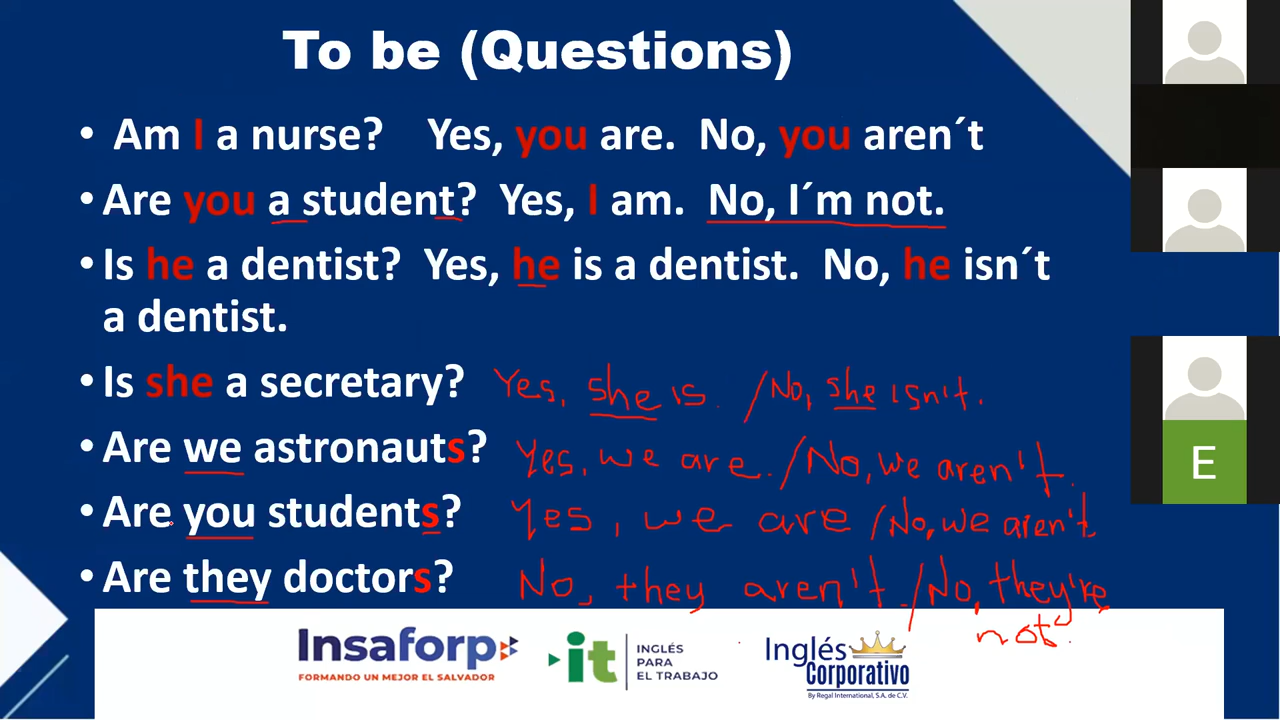 To be (Questions)
• Am I a nurse? Yes, you are. No, you aren´t
• Are you a student? Yes, I am. No, I´m not.
• Is he a dentist? Yes, he is a dentist. No, he isn´t
a dentist.
• Is she a secretary? Yes, she is. /No, she isn't.
• Are we astronauts? Yes, we are. /No, we aren't.
• Are you students? Yes, we are /No, we aren't.
• Are they doctors? No, they aren't. /No, they're
not.
E
Insaforp
FORMANDO UN MEJOR EL SALVADOR
it INGLÉS
PARA
EL TRABAJO
Inglés
Corporativo
By Regal International, S.A. de C.V.